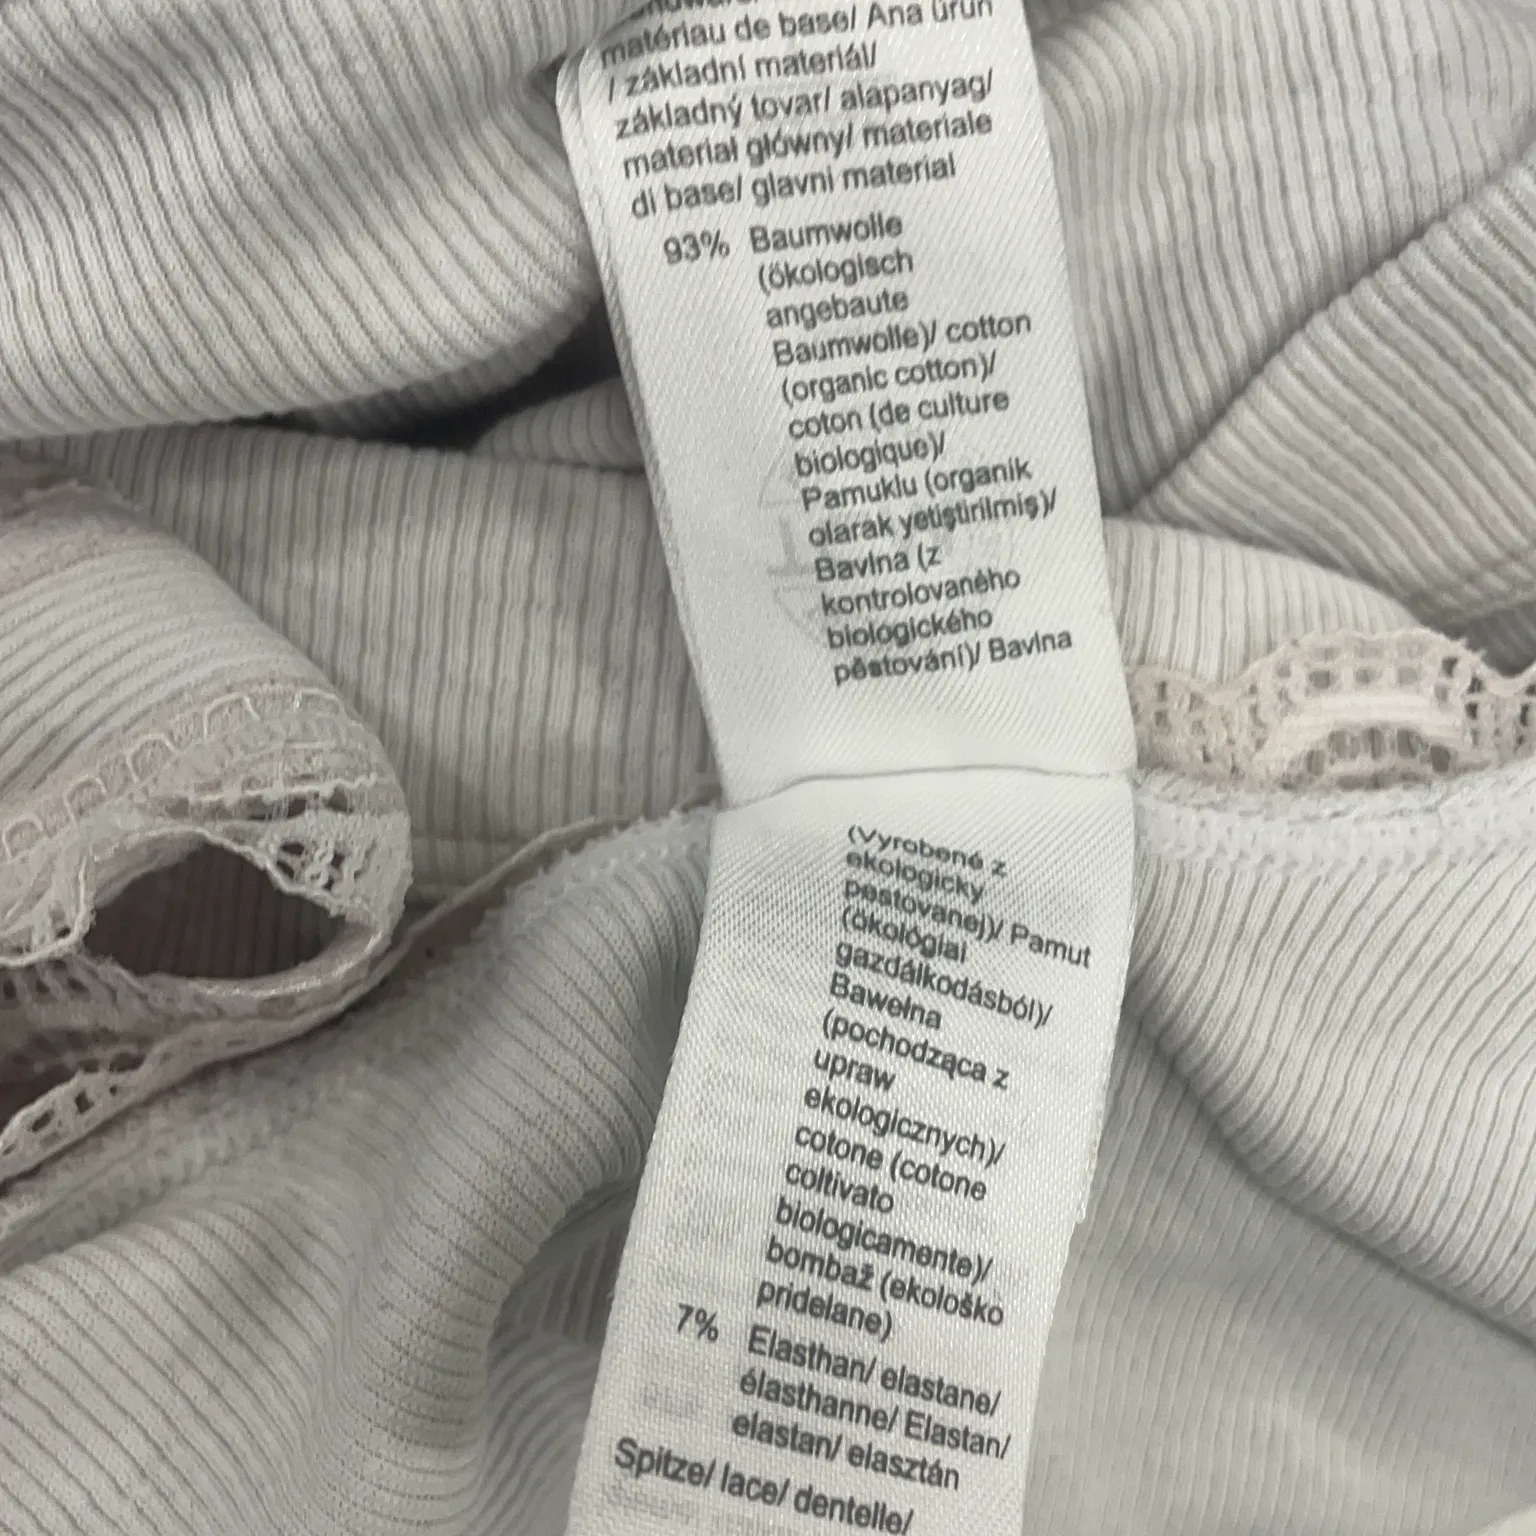 matériau de base/ Ana ürün
/ základní materiál/
základný tovar/ alapanyag/
materiał główny/ materiale
di base/ glavni material
93% Baumwolle
(ökologisch
angebaute
Baumwolle)/ cotton
(organic cotton)/
coton (de culture
biologique)/
Pamuklu (organik
olarak yetiştirilmiş)/
Bavlna (z
kontrolovaného
biologického
pěstování)/ Bavlna
(Vyrobené z
ekologicky
pestovanej)/ Pamut
(ökológiai
gazdálkodásból)/
Bawełna
(pochodząca z
upraw
ekologicznych)/
cotone (cotone
coltivato
biologicamente)/
bombaž (ekološko
pridelane)
7% Elasthan/ elastane/
élasthanne/ Elastan/
elastan/ elasztán
Spitze/ lace/ dentelle/